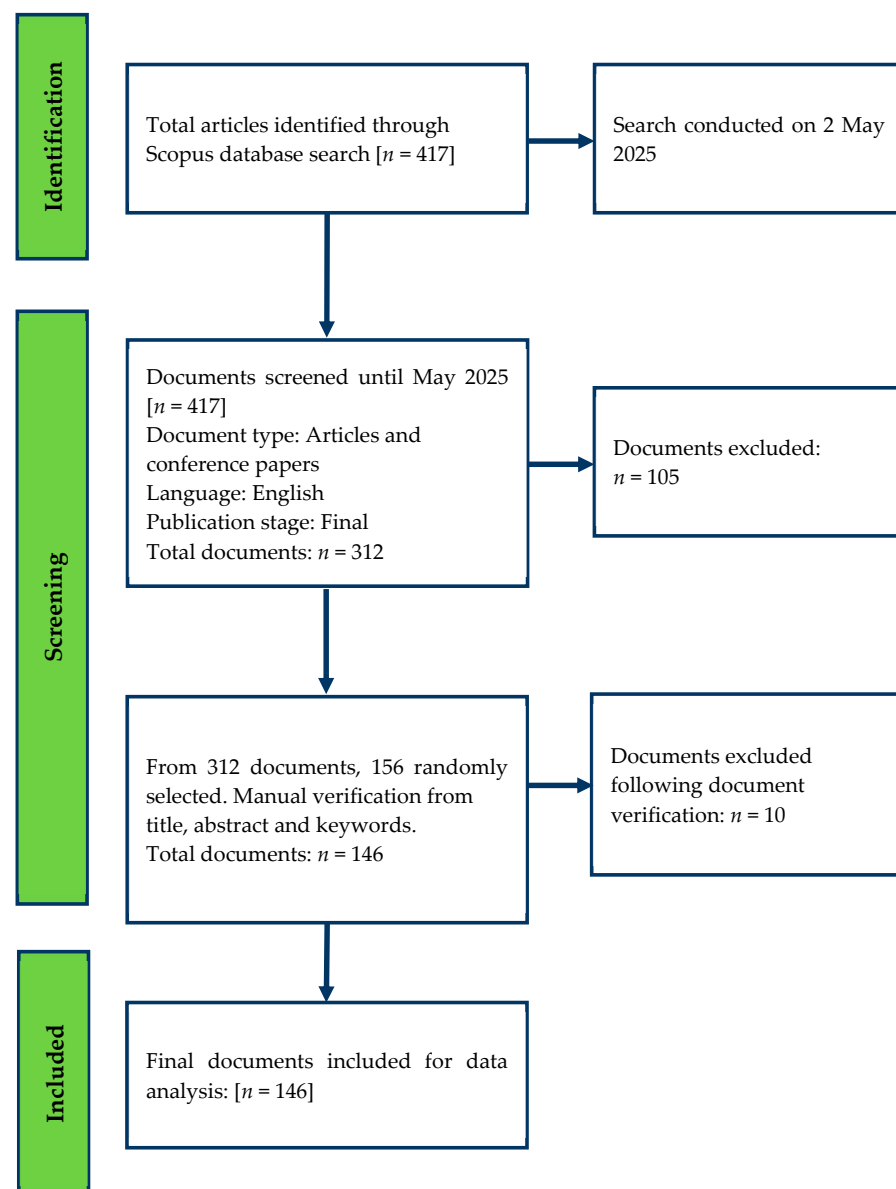 Identification
Total articles identified through
Scopus database search [n = 417]
Search conducted on 2 May
2025
Screening
Documents screened until May 2025
[n = 417]
Document type: Articles and
conference papers
Language: English
Publication stage: Final
Total documents: n = 312
Documents excluded:
n = 105
From 312 documents, 156 randomly
selected. Manual verification from
title, abstract and keywords.
Total documents: n = 146
Documents excluded
following document
verification: n = 10
Included
Final documents included for data
analysis: [n = 146]